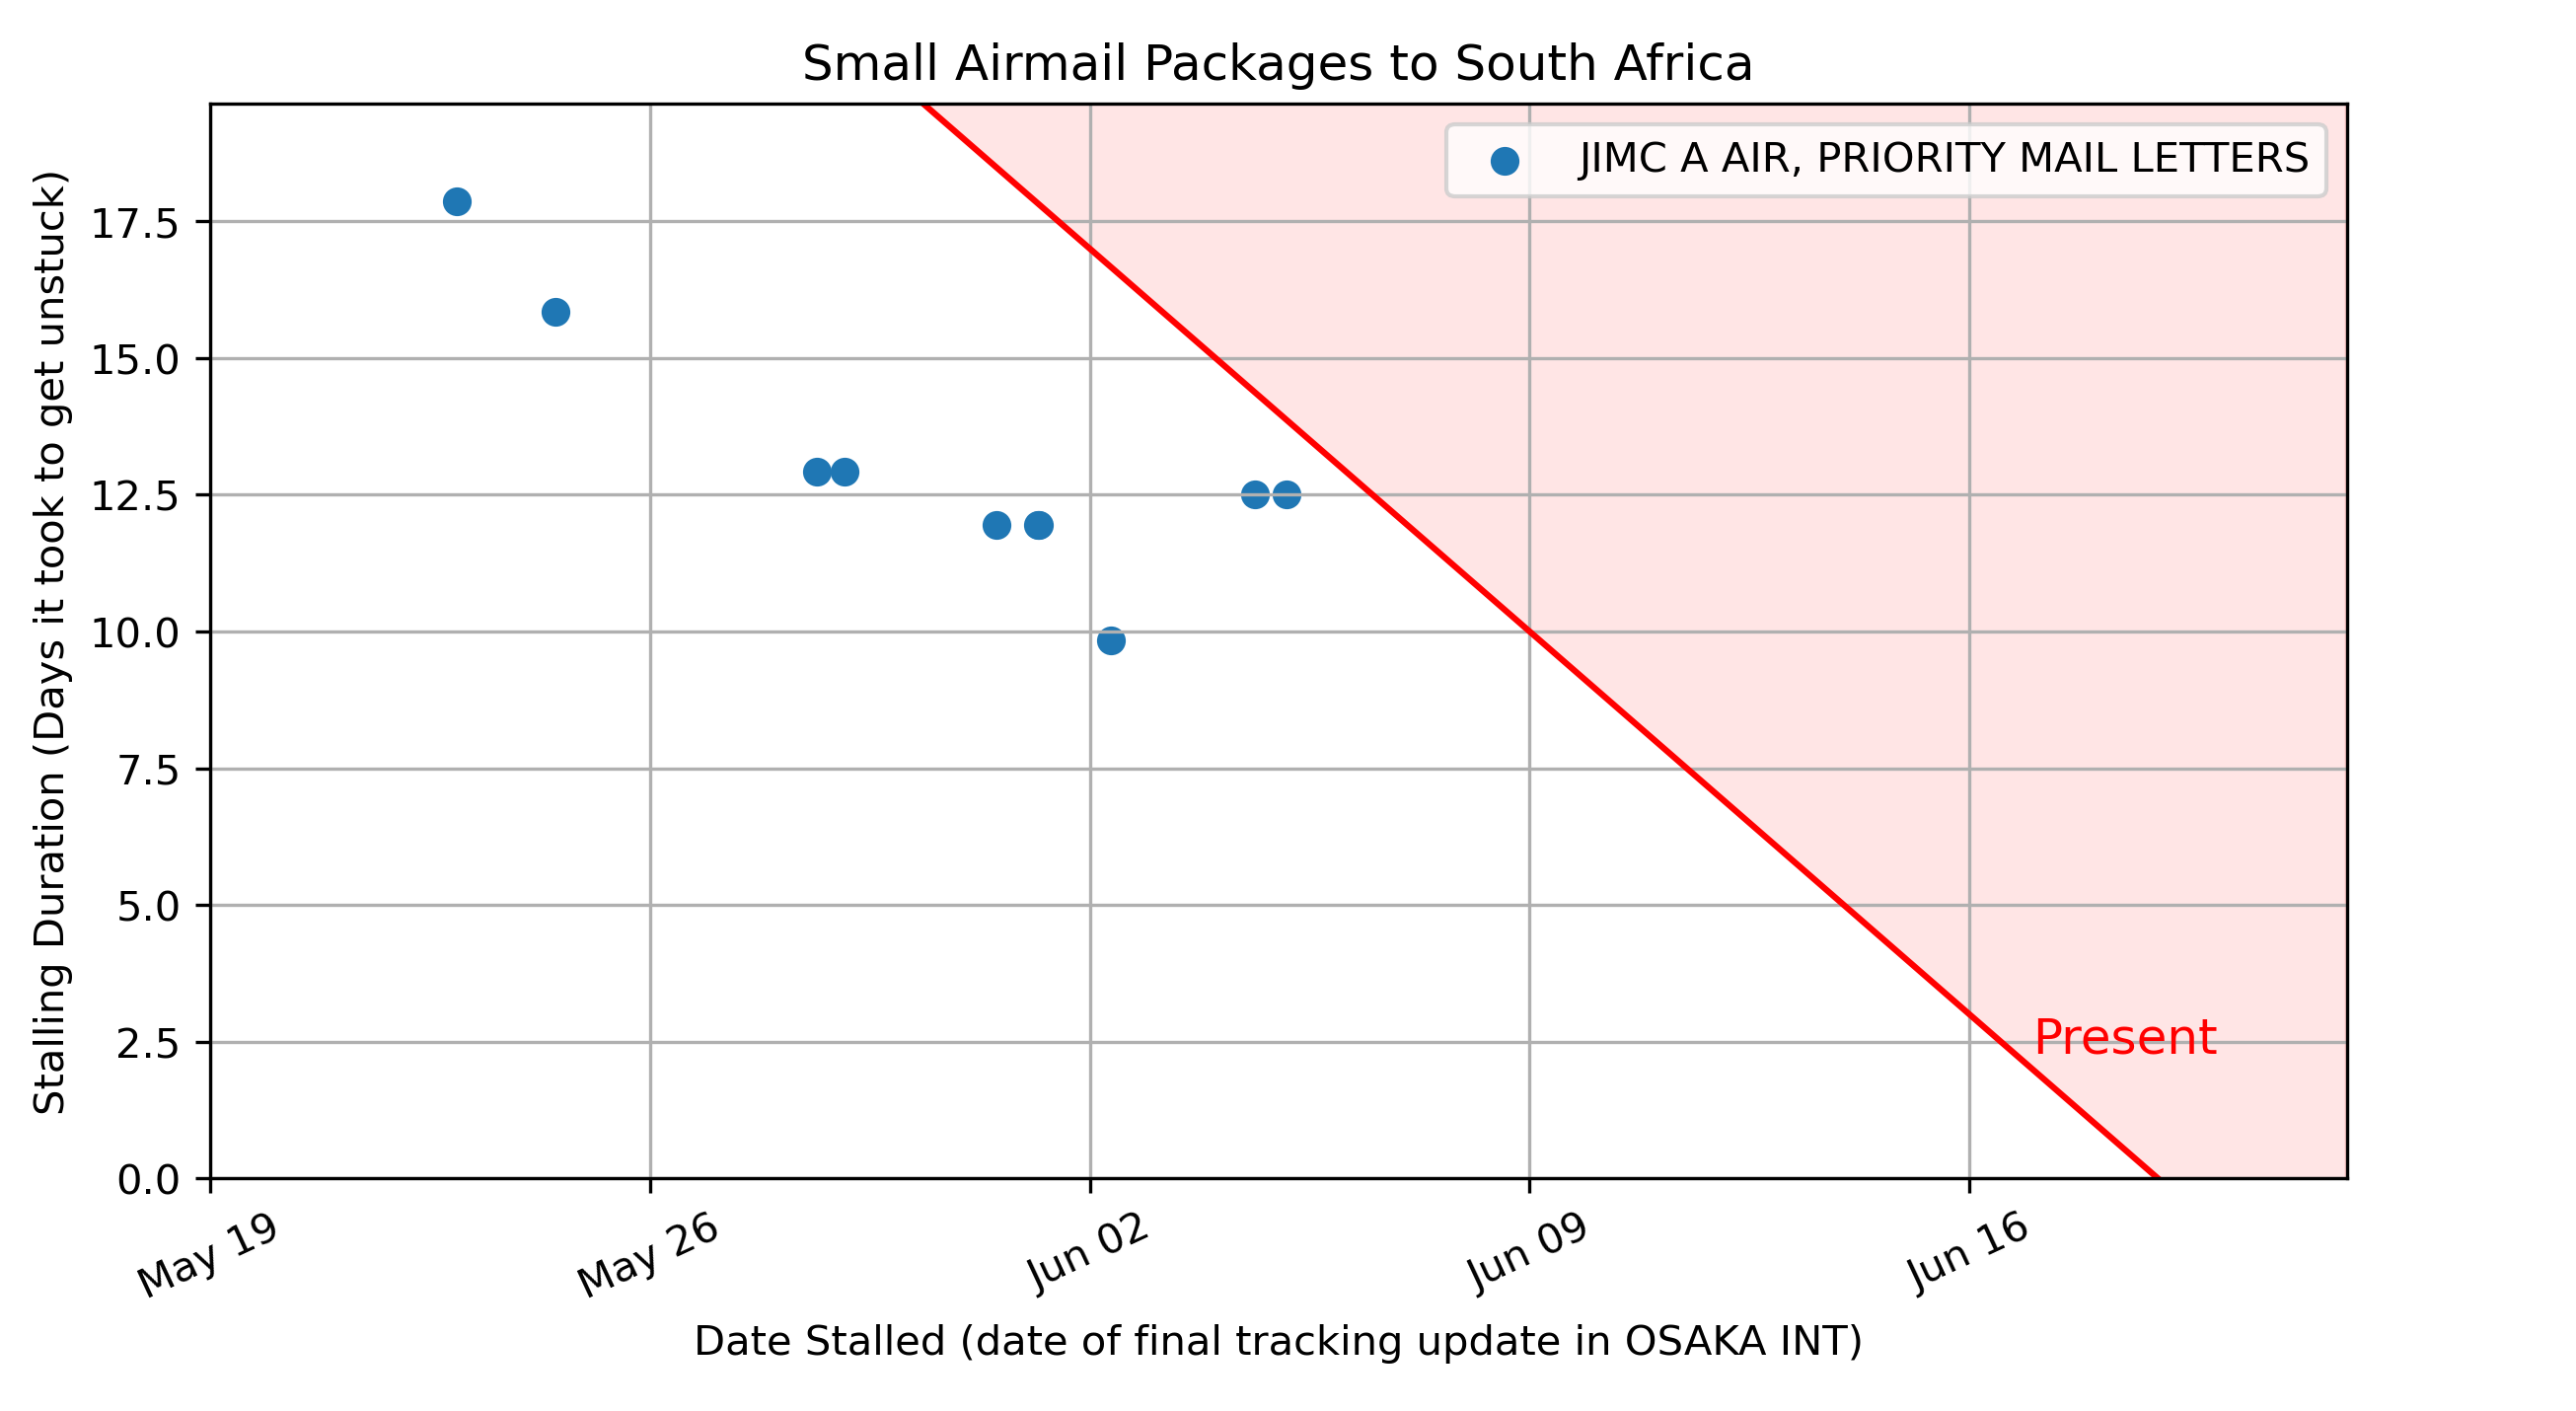 Small Airmail Packages to South Africa
JIMC A AIR, PRIORITY MAIL LETTERS
Stalling Duration (Days it took to get unstuck)
17.5
15.0
12.5
10.0
7.5
5.0
2.5
0.0
Present
May 19
May 26
Jun 02
Jun 09
Jun 16
Date Stalled (date of final tracking update in OSAKA INT)